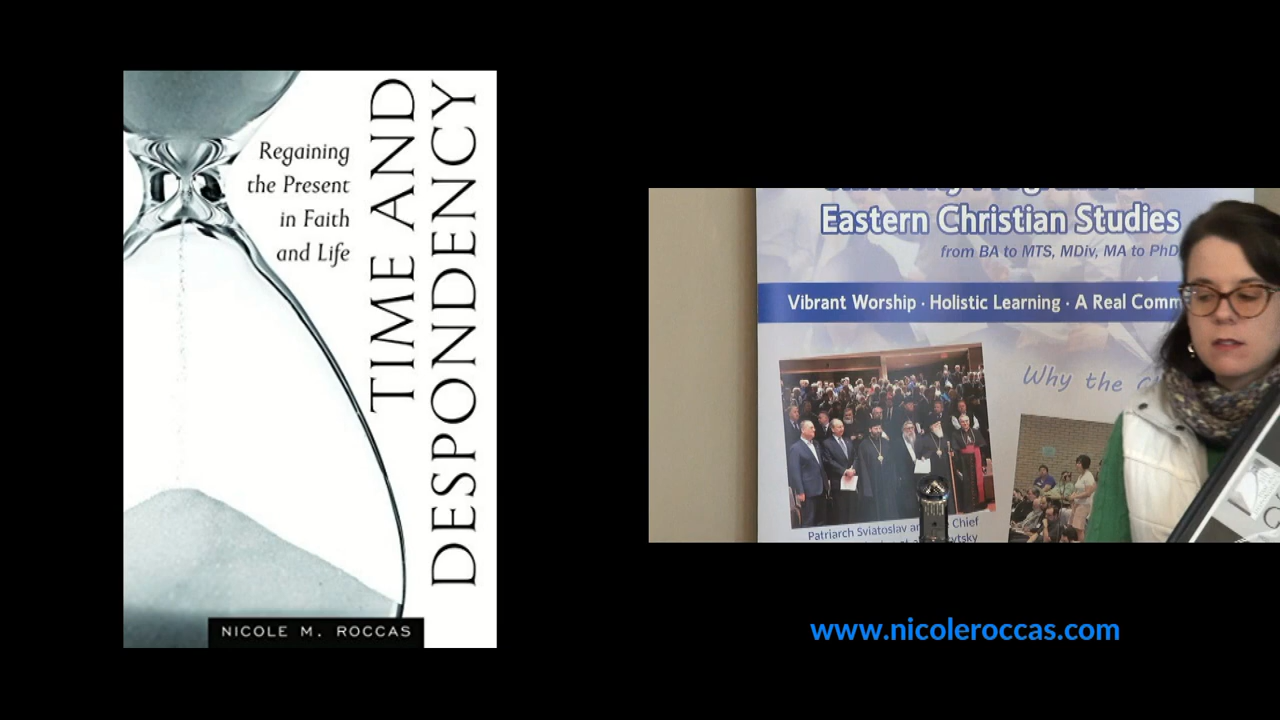 Regaining
the Present
in Faith
and Life
TIME AND
DESPONDENCY
NICOLE M. ROCCAS
Eastern Christian Studies
from BA to MTS, MDiv, MA to PhD
Vibrant Worship · Holistic Learning · A Real
Why the
Patriarch Sviatoslav Chief
www.nicoleroccas.com